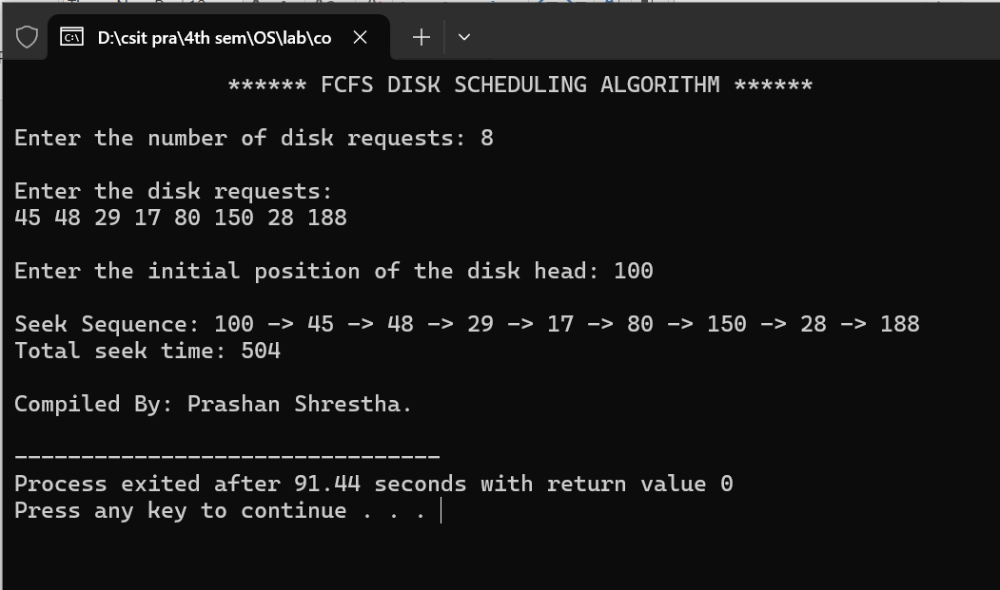 D:\csit pra\4th sem\OS\lab\co
****** FCFS DISK SCHEDULING ALGORITHM ******
Enter the number of disk requests: 8
Enter the disk requests:
45 48 29 17 80 150 28 188
Enter the initial position of the disk head: 100
Seek Sequence: 100 -> 45 -> 48 -> 29 -> 17 -> 80 -> 150 -> 28 -> 188
Total seek time: 504
Compiled By: Prashan Shrestha.
--------------------------------
Process exited after 91.44 seconds with return value 0
Press any key to continue . . .